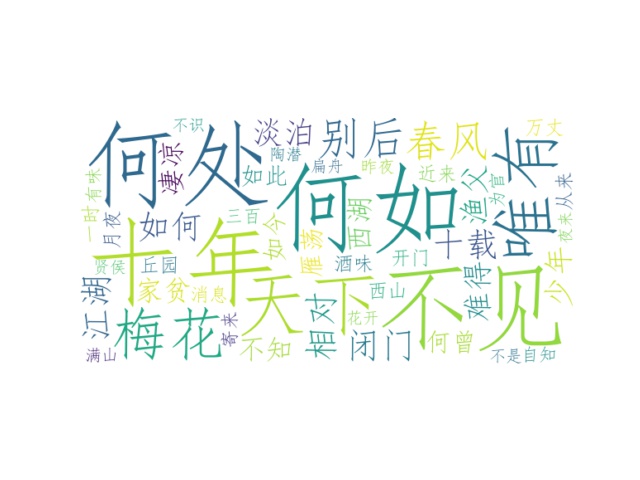 不识
淡泊
别后
春风
万丈
何处
凄凉
陶潜
如此
扁舟
昨夜
近来
为官
渔父
唯有
有味
一时
月夜
如何
三百
如今
雁荡
西湖
何如
十载
从来
夜来
十年
贤侯
丘园
酒味
开门
难得
少年
江湖
家贫
消息
天下
西山
不见
梅花
寄来
不知
相对
花开
闭门
何曾
满山
不是自知